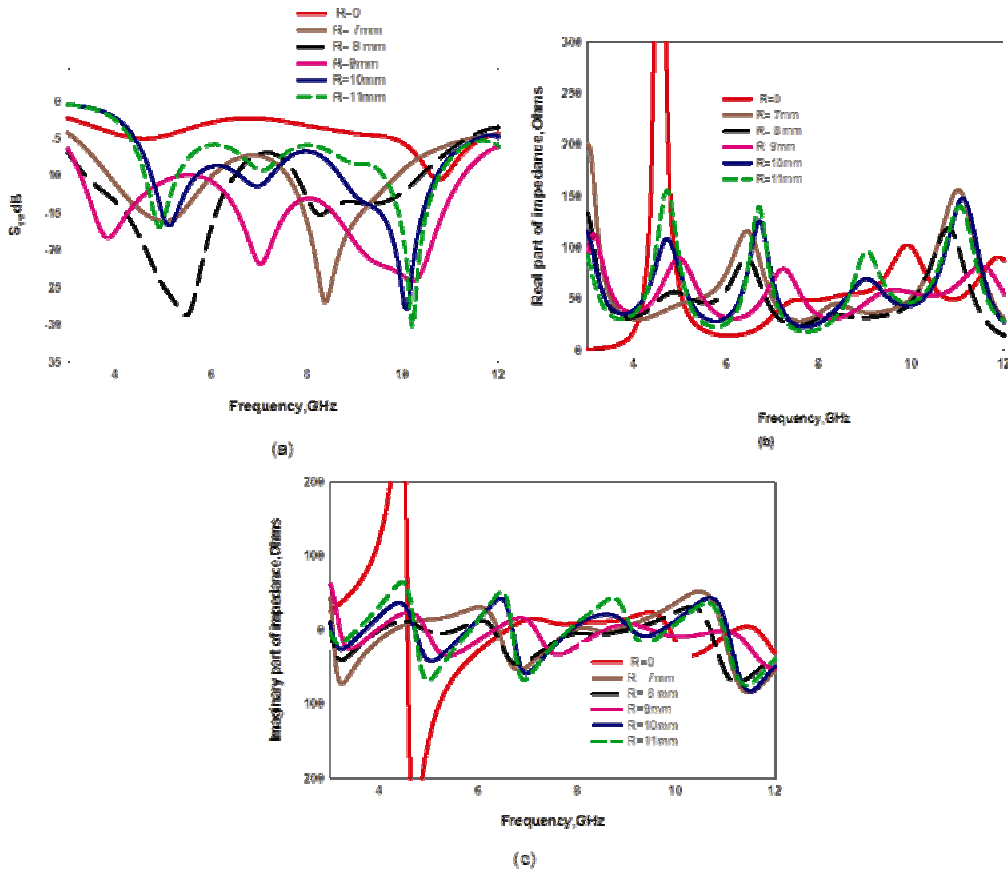 R=0
R= 7mm
R= 8mm
R=9mm
R=10mm
R=11mm
0
-5
-10
-15
-20
-25
-30
35
S11,dB
4
6
8
10
12
Frequency,GHz
(a)
300
250
200
150
100
50
0
Real part of impedance,Ohms
R=0
R= 7mm
R= 8mm
R 9mm
R=10mm
R=11mm
4
6
8
10
12
Frequency,GHz
(b)
200
100
0
100
200
Imaginary part of impedance,Ohms
R=0
R 7mm
R= 8mm
R=9mm
R=10mm
R=11mm
4
6
8
10
12
Frequency,GHz
(c)